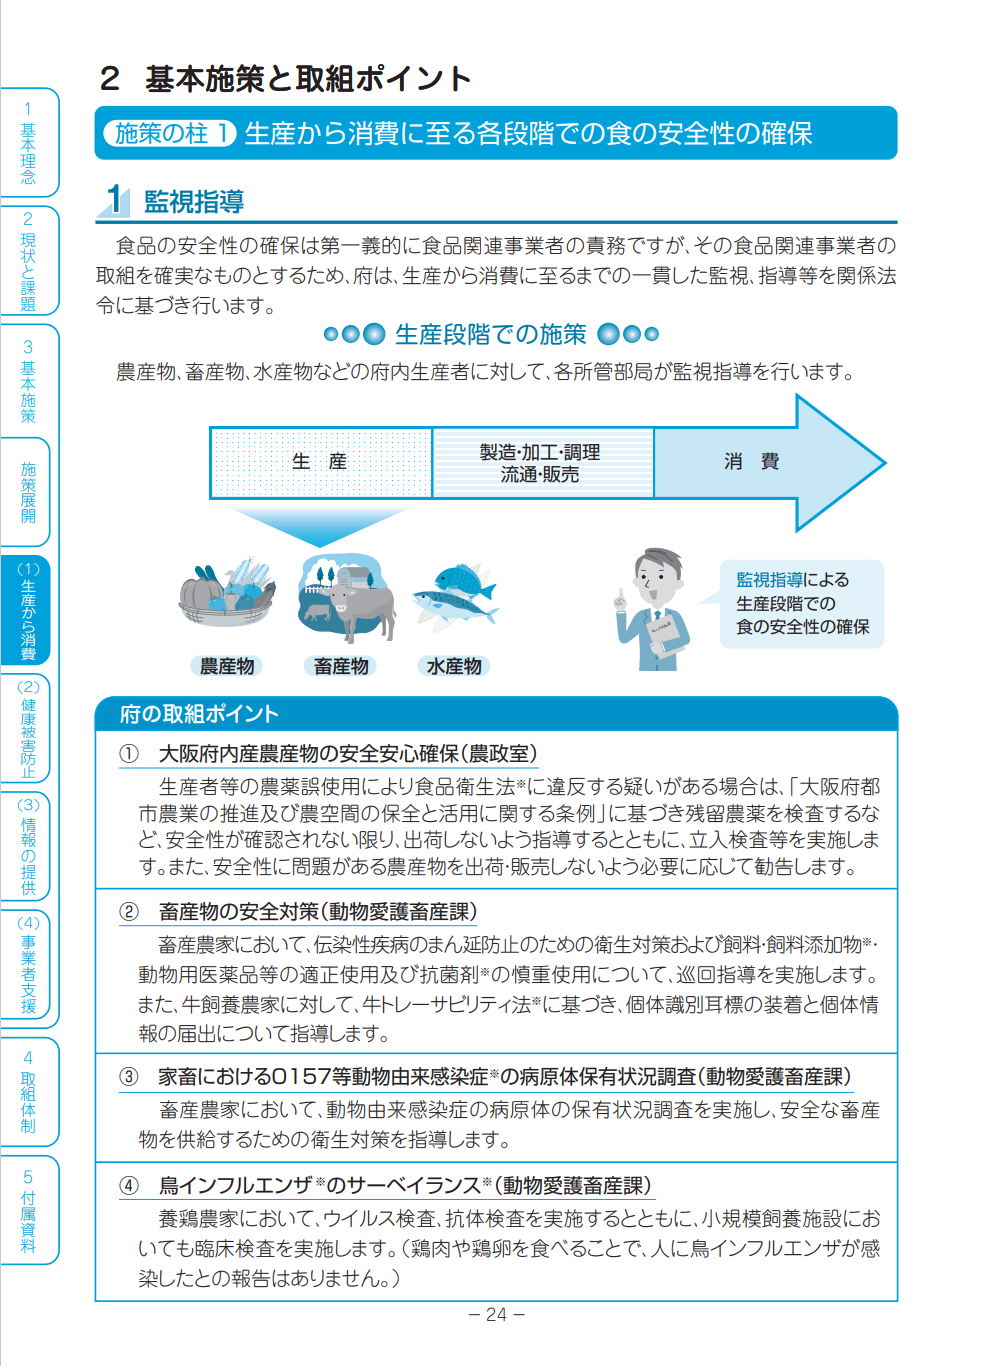 2 基本施策と取組ポイント
施策の柱 1 生産から消費に至る各段階での食の安全性の確保
1 監視指導
食品の安全性の確保は第一義的に食品関連事業者の責務ですが、その食品関連事業者の
取組を確実なものとするため、府は、生産から消費に至るまでの一貫した監視、指導等を関係法
令に基づき行います。
生産段階での施策
農産物、畜産物、水産物などの府内生産者に対して、各所管部局が監視指導を行います。
生 産
製造・加工・調理
流通・販売
消 費
監視指導による
生産段階での
食の安全性の確保
農産物
畜産物
水産物
府の取組ポイント
① 大阪府内産農産物の安全安心確保（農政室）
生産者等の農薬誤使用により食品衛生法※に違反する疑いがある場合は、「大阪府都
市農業の推進及び農空間の保全と活用に関する条例」に基づき残留農薬を検査するな
ど、安全性が確認されない限り、出荷しないよう指導するとともに、立入検査等を実施しま
す。また、安全性に問題がある農産物を出荷・販売しないよう必要に応じて勧告します。
② 畜産物の安全対策（動物愛護畜産課）
畜産農家において、伝染性疾病のまん延防止のための衛生対策および飼料・飼料添加物※・
動物用医薬品等の適正使用及び抗菌剤※の慎重使用について、巡回指導を実施します。
また、牛飼養農家に対して、牛トレーサビリティ法※に基づき、個体識別耳標の装着と個体情
報の届出について指導します。
③ 家畜におけるO157等動物由来感染症※の病原体保有状況調査（動物愛護畜産課）
畜産農家において、動物由来感染症の病原体の保有状況調査を実施し、安全な畜産
物を供給するための衛生対策を指導します。
④ 鳥インフルエンザ※のサーベイランス※（動物愛護畜産課）
養鶏農家において、ウイルス検査、抗体検査を実施するとともに、小規模飼養施設にお
いても臨床検査を実施します。（鶏肉や鶏卵を食べることで、人に鳥インフルエンザが感
染したとの報告はありません。）
− 24 −
1 基本理念
2 現状と課題
3 基本施策
施策展開
（1）生産から消費
（2）健康被害防止
（3）情報の提供
（4）事業者支援
4 取組体制
5 付属資料